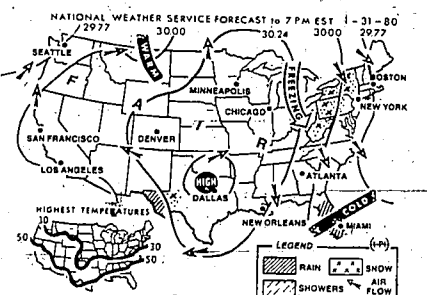 NATIONAL WEATHER SERVICE FORECAST to 7 PM EST 1-31-80
29.77 30.00 30.24 30.00 29.77
SEATTLE
WARM
FREEZING
BOSTON
F
MINNEAPOLIS
NEW YORK
CHICAGO
A
I
SAN FRANCISCO
DENVER
R
LOS ANGELES
HIGH
ATLANTA
DALLAS
COLD
HIGHEST TEMPERATURES
NEW ORLEANS
MIAMI
10
50
30
50
LEGEND
RAIN
SNOW
SHOWERS
AIR FLOW